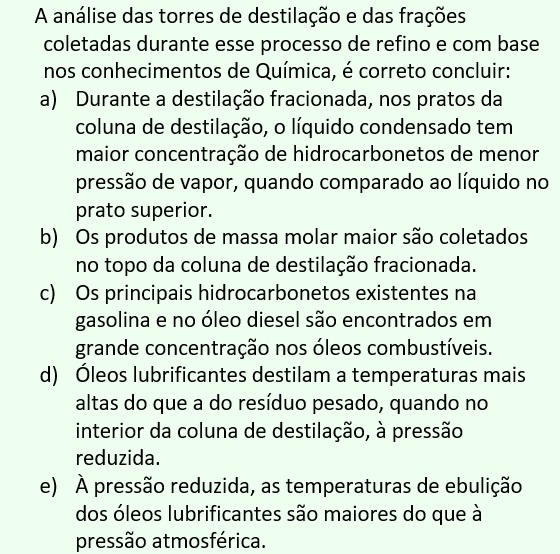 A análise das torres de destilação e das frações
coletadas durante esse processo de refino e com base
nos conhecimentos de Química, é correto concluir:
a) Durante a destilação fracionada, nos pratos da
coluna de destilação, o líquido condensado tem
maior concentração de hidrocarbonetos de menor
pressão de vapor, quando comparado ao líquido no
prato superior.
b) Os produtos de massa molar maior são coletados
no topo da coluna de destilação fracionada.
c) Os principais hidrocarbonetos existentes na
gasolina e no óleo diesel são encontrados em
grande concentração nos óleos combustíveis.
d) Óleos lubrificantes destilam a temperaturas mais
altas do que a do resíduo pesado, quando no
interior da coluna de destilação, à pressão
reduzida.
e) À pressão reduzida, as temperaturas de ebulição
dos óleos lubrificantes são maiores do que à
pressão atmosférica.